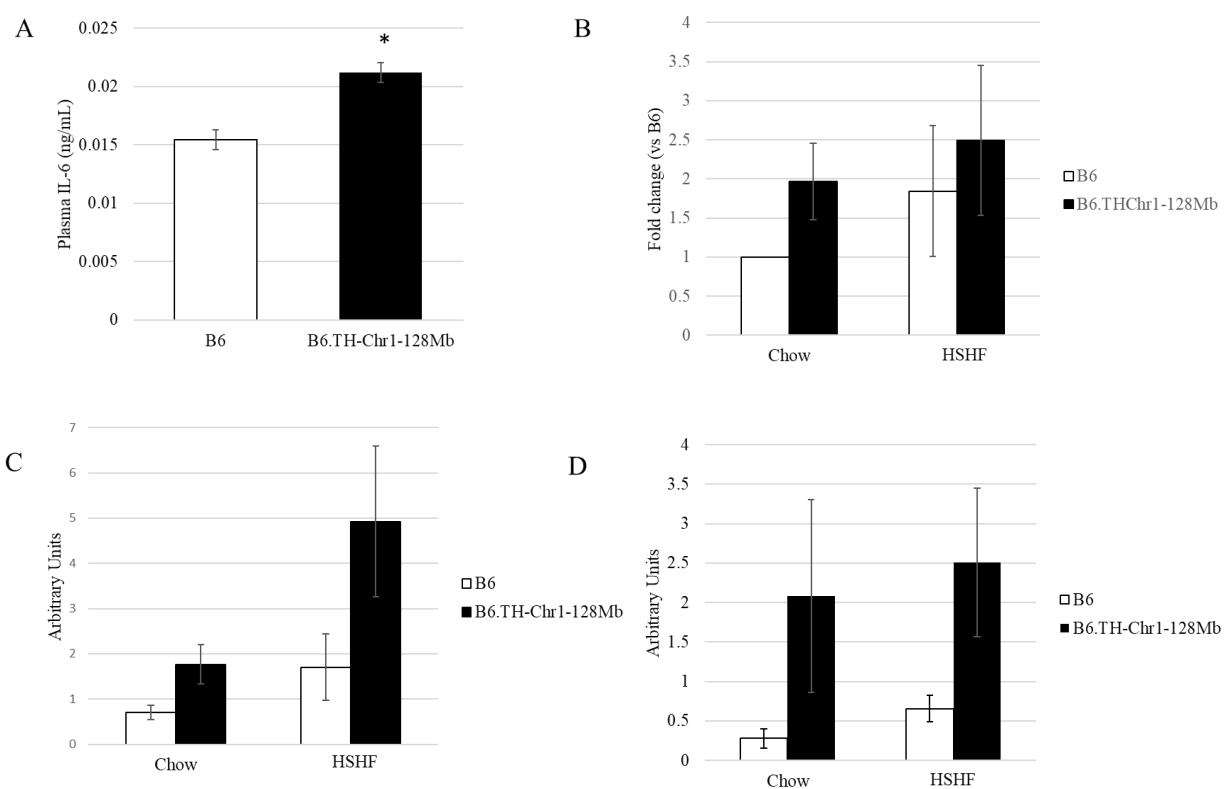 A
Plasma IL-6 (ng/mL)
0.025
0.02
0.015
0.01
0.005
0
*
B6
B6.TH-Chr1-128Mb
B
Fold change (vs B6)
4
3.5
3
2.5
2
1.5
1
0.5
0
Chow
HSHF
B6
B6.THChr1-128Mb
C
Arbitrary Units
7
6
5
4
3
2
1
0
Chow
HSHF
B6
B6.TH-Chr1-128Mb
D
Arbitrary Units
4
3.5
3
2.5
2
1.5
1
0.5
0
Chow
HSHF
B6
B6.TH-Chr1-128Mb